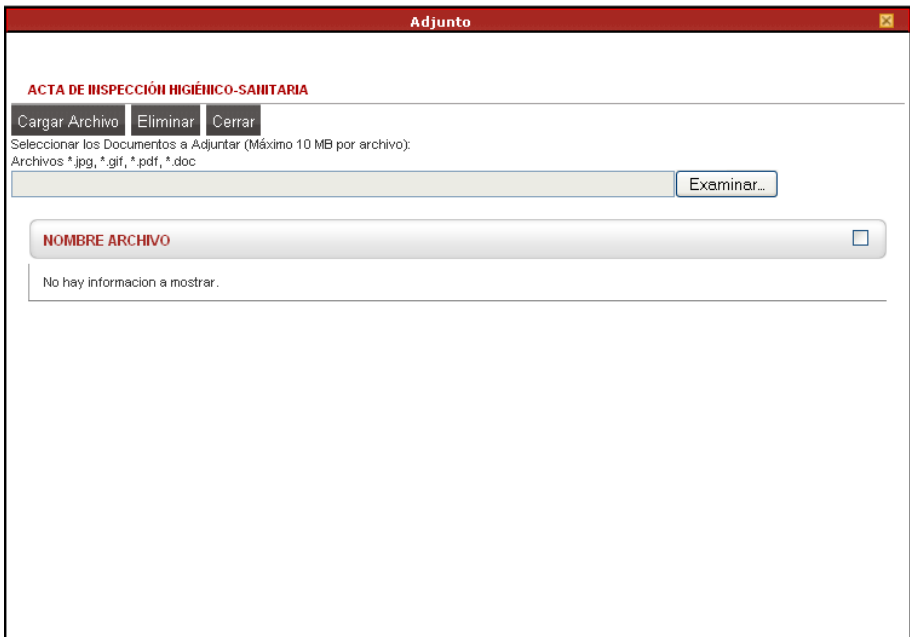 Adjunto
ACTA DE INSPECCIÓN HIGIÉNICO-SANITARIA
Cargar Archivo Eliminar Cerrar
Seleccionar los Documentos a Adjuntar (Máximo 10 MB por archivo):
Archivos *.jpg, *.gif, *.pdf, *.doc
Examinar...
NOMBRE ARCHIVO
No hay informacion a mostrar.